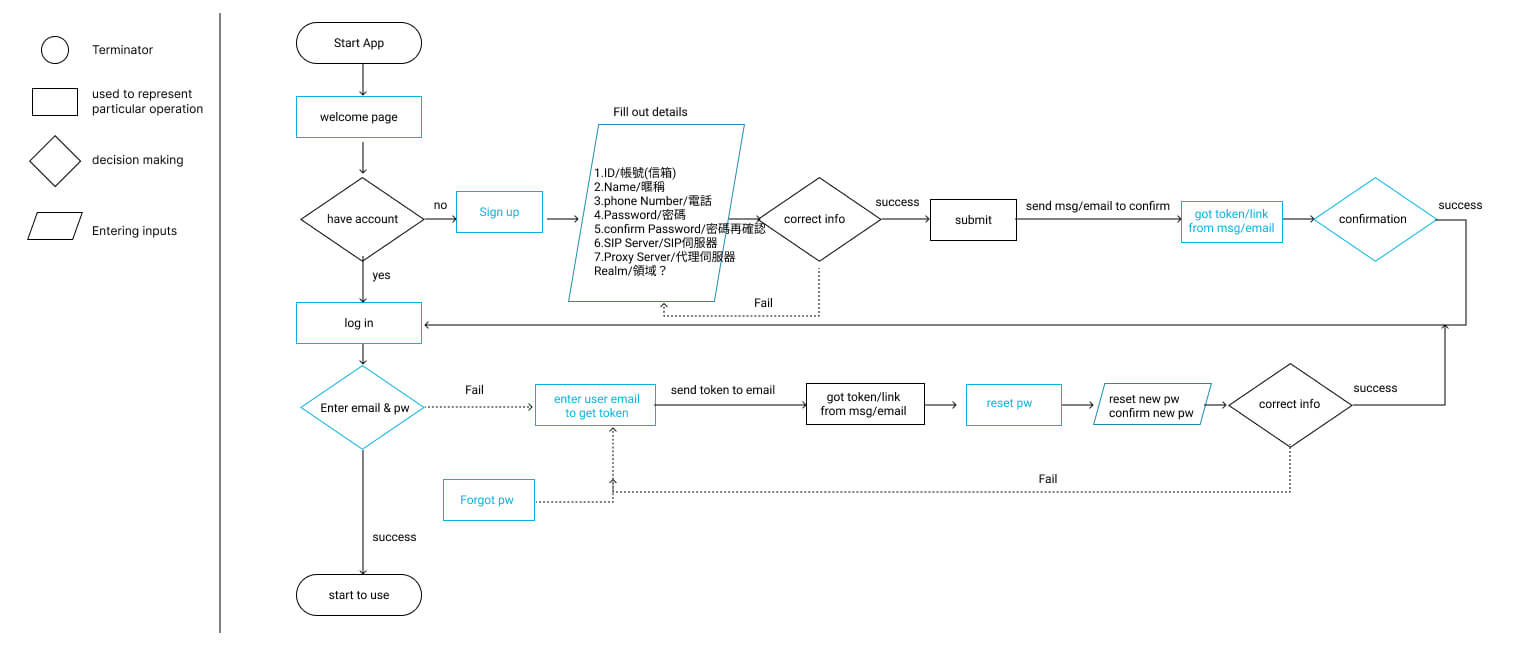 Terminator
used to represent
particular operation
decision making
Entering inputs
Start App
welcome page
have account
no
yes
Sign up
Fill out details
1.ID/帳號(信箱)
2.Name/暱稱
3.phone Number/電話
4.Password/密碼
5.confirm Password/密碼再確認
6.SIP Server/SIP伺服器
7.Proxy Server/代理伺服器
Realm/領域？
correct info
Fail
success
submit
send msg/email to confirm
got token/link
from msg/email
confirmation
success
log in
Enter email & pw
Fail
enter user email
to get token
send token to email
got token/link
from msg/email
reset pw
reset new pw
confirm new pw
correct info
success
Fail
Forgot pw
success
start to use